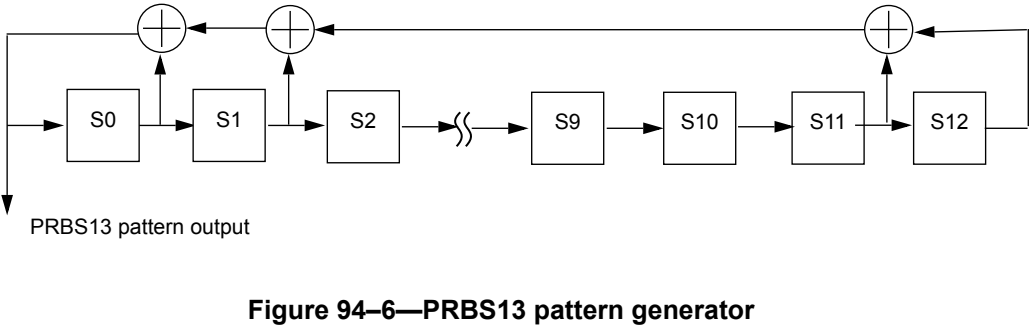 S0 S1 S2 S9 S10 S11 S12
PRBS13 pattern output
Figure 94–6—PRBS13 pattern generator